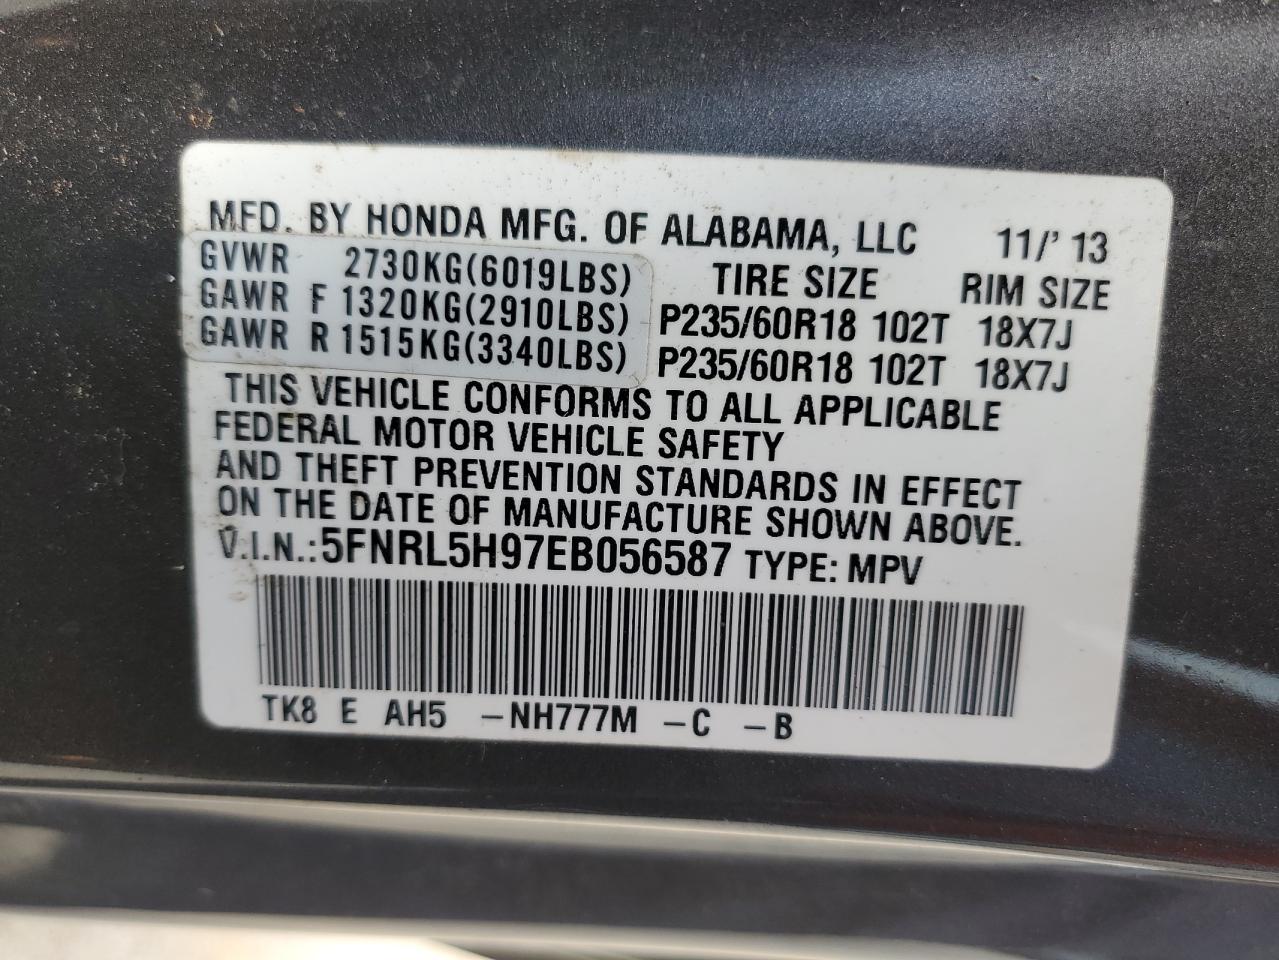 MFD. BY HONDA MFG. OF ALABAMA, LLC 11/' 13
GVWR 2730KG(6019LBS) TIRE SIZE RIM SIZE
GAWR F 1320KG(2910LBS) P235/60R18 102T 18X7J
GAWR R 1515KG(3340LBS) P235/60R18 102T 18X7J
THIS VEHICLE CONFORMS TO ALL APPLICABLE
FEDERAL MOTOR VEHICLE SAFETY
AND THEFT PREVENTION STANDARDS IN EFFECT
ON THE DATE OF MANUFACTURE SHOWN ABOVE.
V.I.N.:5FNRL5H97EB056587 TYPE: MPV
TK8 E AH5 -NH777M -C -B